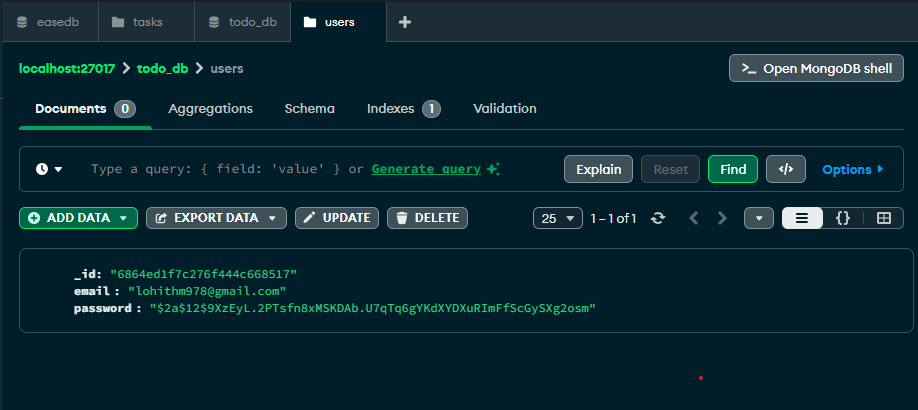 easedb tasks todo_db users
localhost:27017 > todo_db > users
>_ Open MongoDB shell
Documents 0 Aggregations Schema Indexes 1 Validation
Type a query: { field: 'value' } or Generate query
Explain Reset Find </> Options
ADD DATA EXPORT DATA UPDATE DELETE 25 1–1 of 1 {}
_id: "6864ed1f7c276f444c668517"
email: "lohithm978@gmail.com"
password: "$2a$12$9XzEyL.2PTsfn8xMSKDAb.U7qTq6gYKdXYDXuRImFfScGySXg2osm"